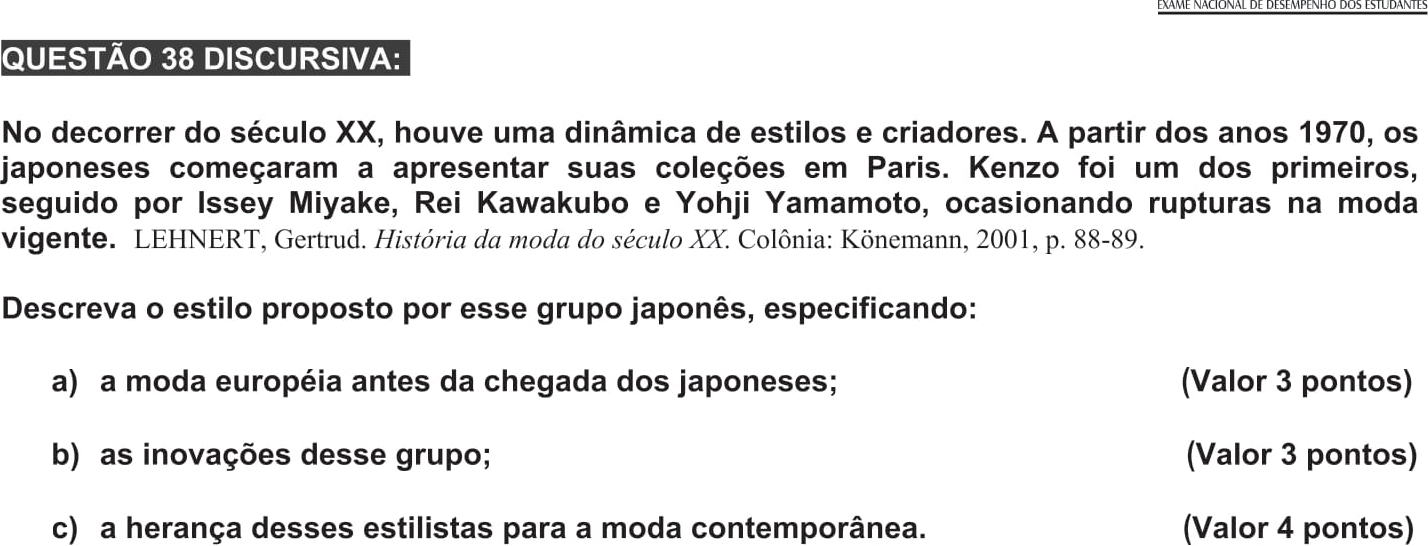 EXAME NACIONAL DE DESEMPENHO DOS ESTUDANTES
QUESTÃO 38 DISCURSIVA:
No decorrer do século XX, houve uma dinâmica de estilos e criadores. A partir dos anos 1970, os
japoneses começaram a apresentar suas coleções em Paris. Kenzo foi um dos primeiros,
seguido por Issey Miyake, Rei Kawakubo e Yohji Yamamoto, ocasionando rupturas na moda
vigente. LEHNERT, Gertrud. História da moda do século XX. Colônia: Könemann, 2001, p. 88-89.
Descreva o estilo proposto por esse grupo japonês, especificando:
a) a moda européia antes da chegada dos japoneses; (Valor 3 pontos)
b) as inovações desse grupo; (Valor 3 pontos)
c) a herança desses estilistas para a moda contemporânea. (Valor 4 pontos)